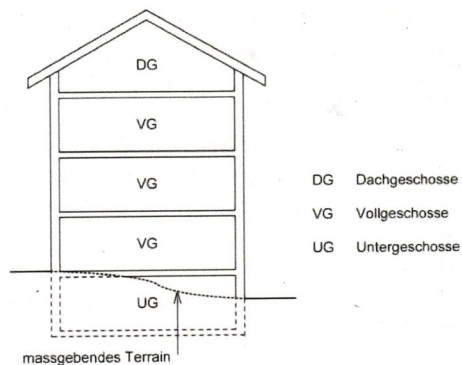 DG
VG
VG
VG
UG
massgebendes Terrain
DG Dachgeschosse
VG Vollgeschosse
UG Untergeschosse